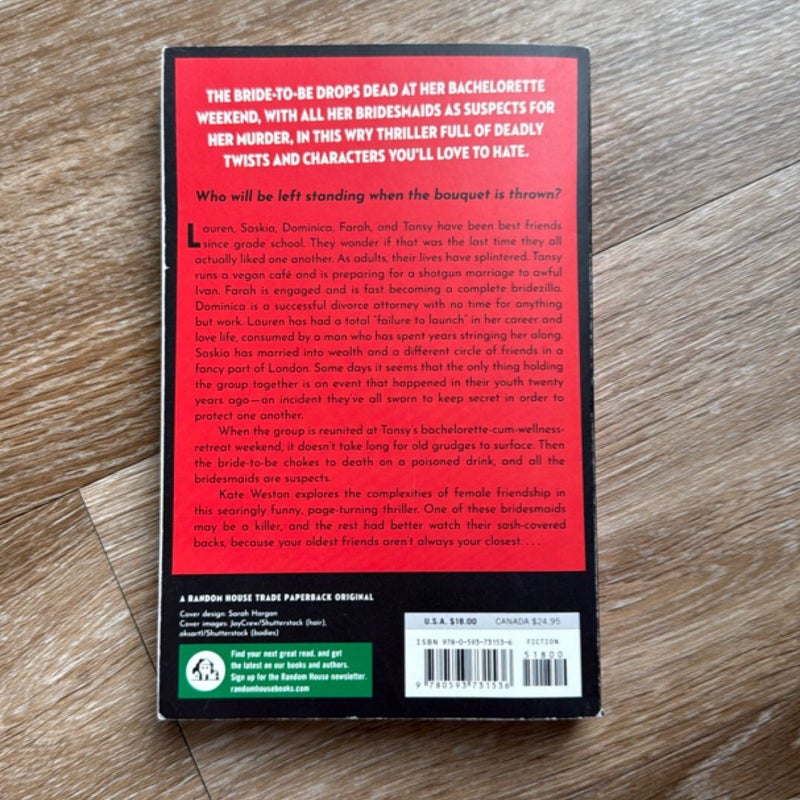 THE BRIDE-TO-BE DROPS DEAD AT HER BACHELORETTE
WEEKEND, WITH ALL HER BRIDESMAIDS AS SUSPECTS FOR
HER MURDER, IN THIS WRY THRILLER FULL OF DEADLY
TWISTS AND CHARACTERS YOU'LL LOVE TO HATE.
Who will be left standing when the bouquet is thrown?
Lauren, Saskia, Dominica, Farah, and Tansy have been best friends
since grade school. They wonder if that was the last time they all
actually liked one another. As adults, their lives have splintered. Tansy
runs a vegan café and is preparing for a shotgun marriage to awful
Ivan. Farah is engaged and is fast becoming a complete bridezilla.
Dominica is a successful divorce attorney with no time for anything
but work. Lauren has had a total "failure to launch" in her career and
love life, consumed by a man who has spent years stringing her along.
Saskia has married into wealth and a different circle of friends in a
fancy part of London. Some days it seems that the only thing holding
the group together is an event that happened in their youth twenty
years ago—an incident they've all sworn to keep secret in order to
protect one another.
When the group is reunited at Tansy's bachelorette-cum-wellness-
retreat weekend, it doesn't take long for old grudges to surface. Then
the bride-to-be chokes to death on a poisoned drink, and all the
bridesmaids are suspects.
Kate Weston explores the complexities of female friendship in
this searingly funny, page-turning thriller. One of these bridesmaids
may be a killer, and the rest had better watch their sash-covered
backs, because your oldest friends aren't always your closest. . . .
A RANDOM HOUSE TRADE PAPERBACK ORIGINAL
Cover design: Sarah Horgan
Cover images: JayCrew/Shutterstock (hair),
oksart1/Shutterstock (bodies)
Find your next great read, and get
the latest on our books and authors.
Sign up for the Random House newsletter.
randomhousebooks.com
U.S.A. $18.00 CANADA $24.95
ISBN 978-0-593-73153-6 FICTION
51800
9 780593 731536